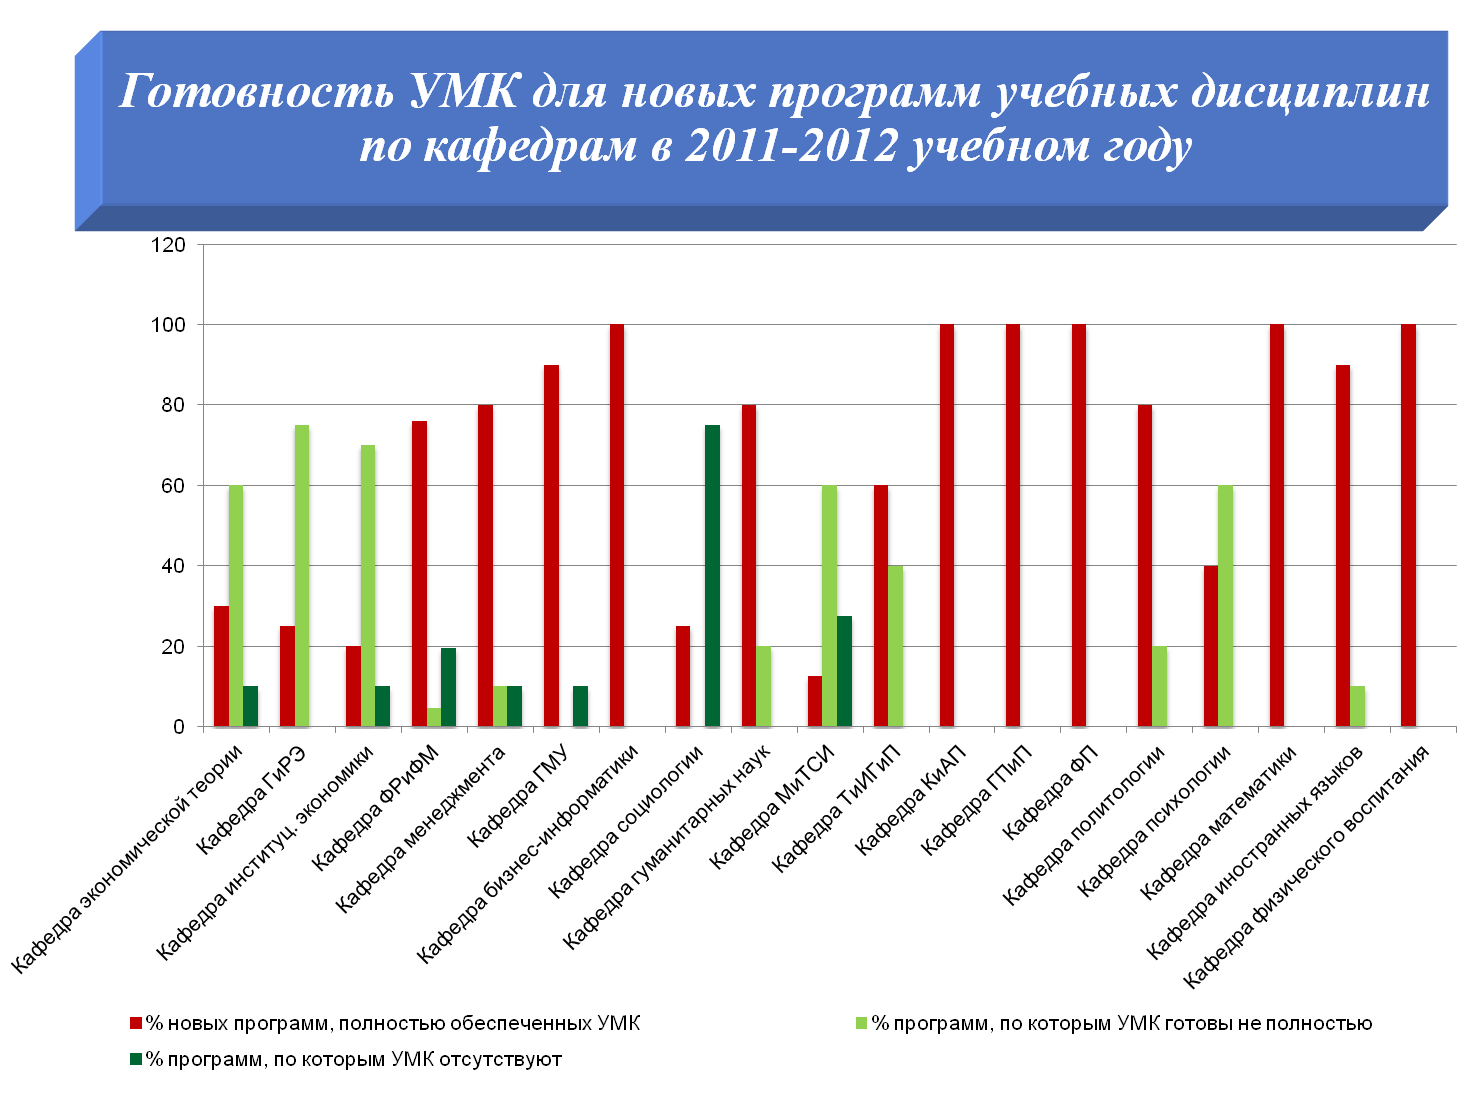 Готовность УМК для новых программ учебных дисциплин
по кафедрам в 2011-2012 учебном году
120
100
80
60
40
20
0
Кафедра экономической теории
Кафедра ГиРЭ
Кафедра институц. экономики
Кафедра ФРиФМ
Кафедра менеджмента
Кафедра ГМУ
Кафедра бизнес-информатики
Кафедра социологии
Кафедра гуманитарных наук
Кафедра МиТСИ
Кафедра ТиИГиП
Кафедра КиАП
Кафедра ГПиП
Кафедра ФП
Кафедра политологии
Кафедра психологии
Кафедра математики
Кафедра иностранных языков
Кафедра физического воспитания
% новых программ, полностью обеспеченных УМК
% программ, по которым УМК готовы не полностью
% программ, по которым УМК отсутствуют